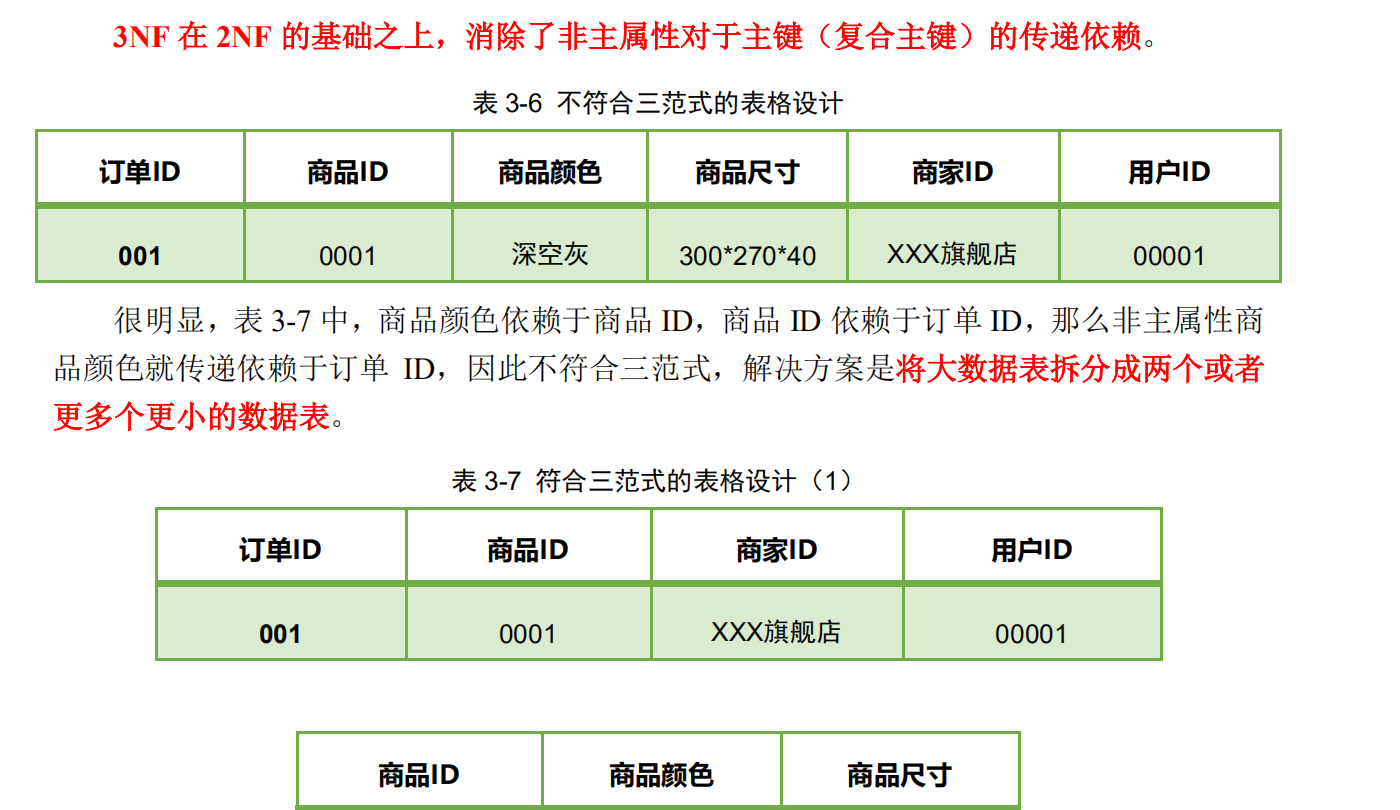 3NF 在 2NF 的基础之上，消除了非主属性对于主键（复合主键）的传递依赖。
表 3-6 不符合三范式的表格设计
订单ID 商品ID 商品颜色 商品尺寸 商家ID 用户ID
001 0001 深空灰 300*270*40 XXX旗舰店 00001
很明显，表 3-7 中，商品颜色依赖于商品 ID，商品 ID 依赖于订单 ID，那么非主属性商
品颜色就传递依赖于订单 ID，因此不符合三范式，解决方案是将大数据表拆分成两个或者
更多个更小的数据表。
表 3-7 符合三范式的表格设计（1）
订单ID 商品ID 商家ID 用户ID
001 0001 XXX旗舰店 00001
商品ID 商品颜色 商品尺寸